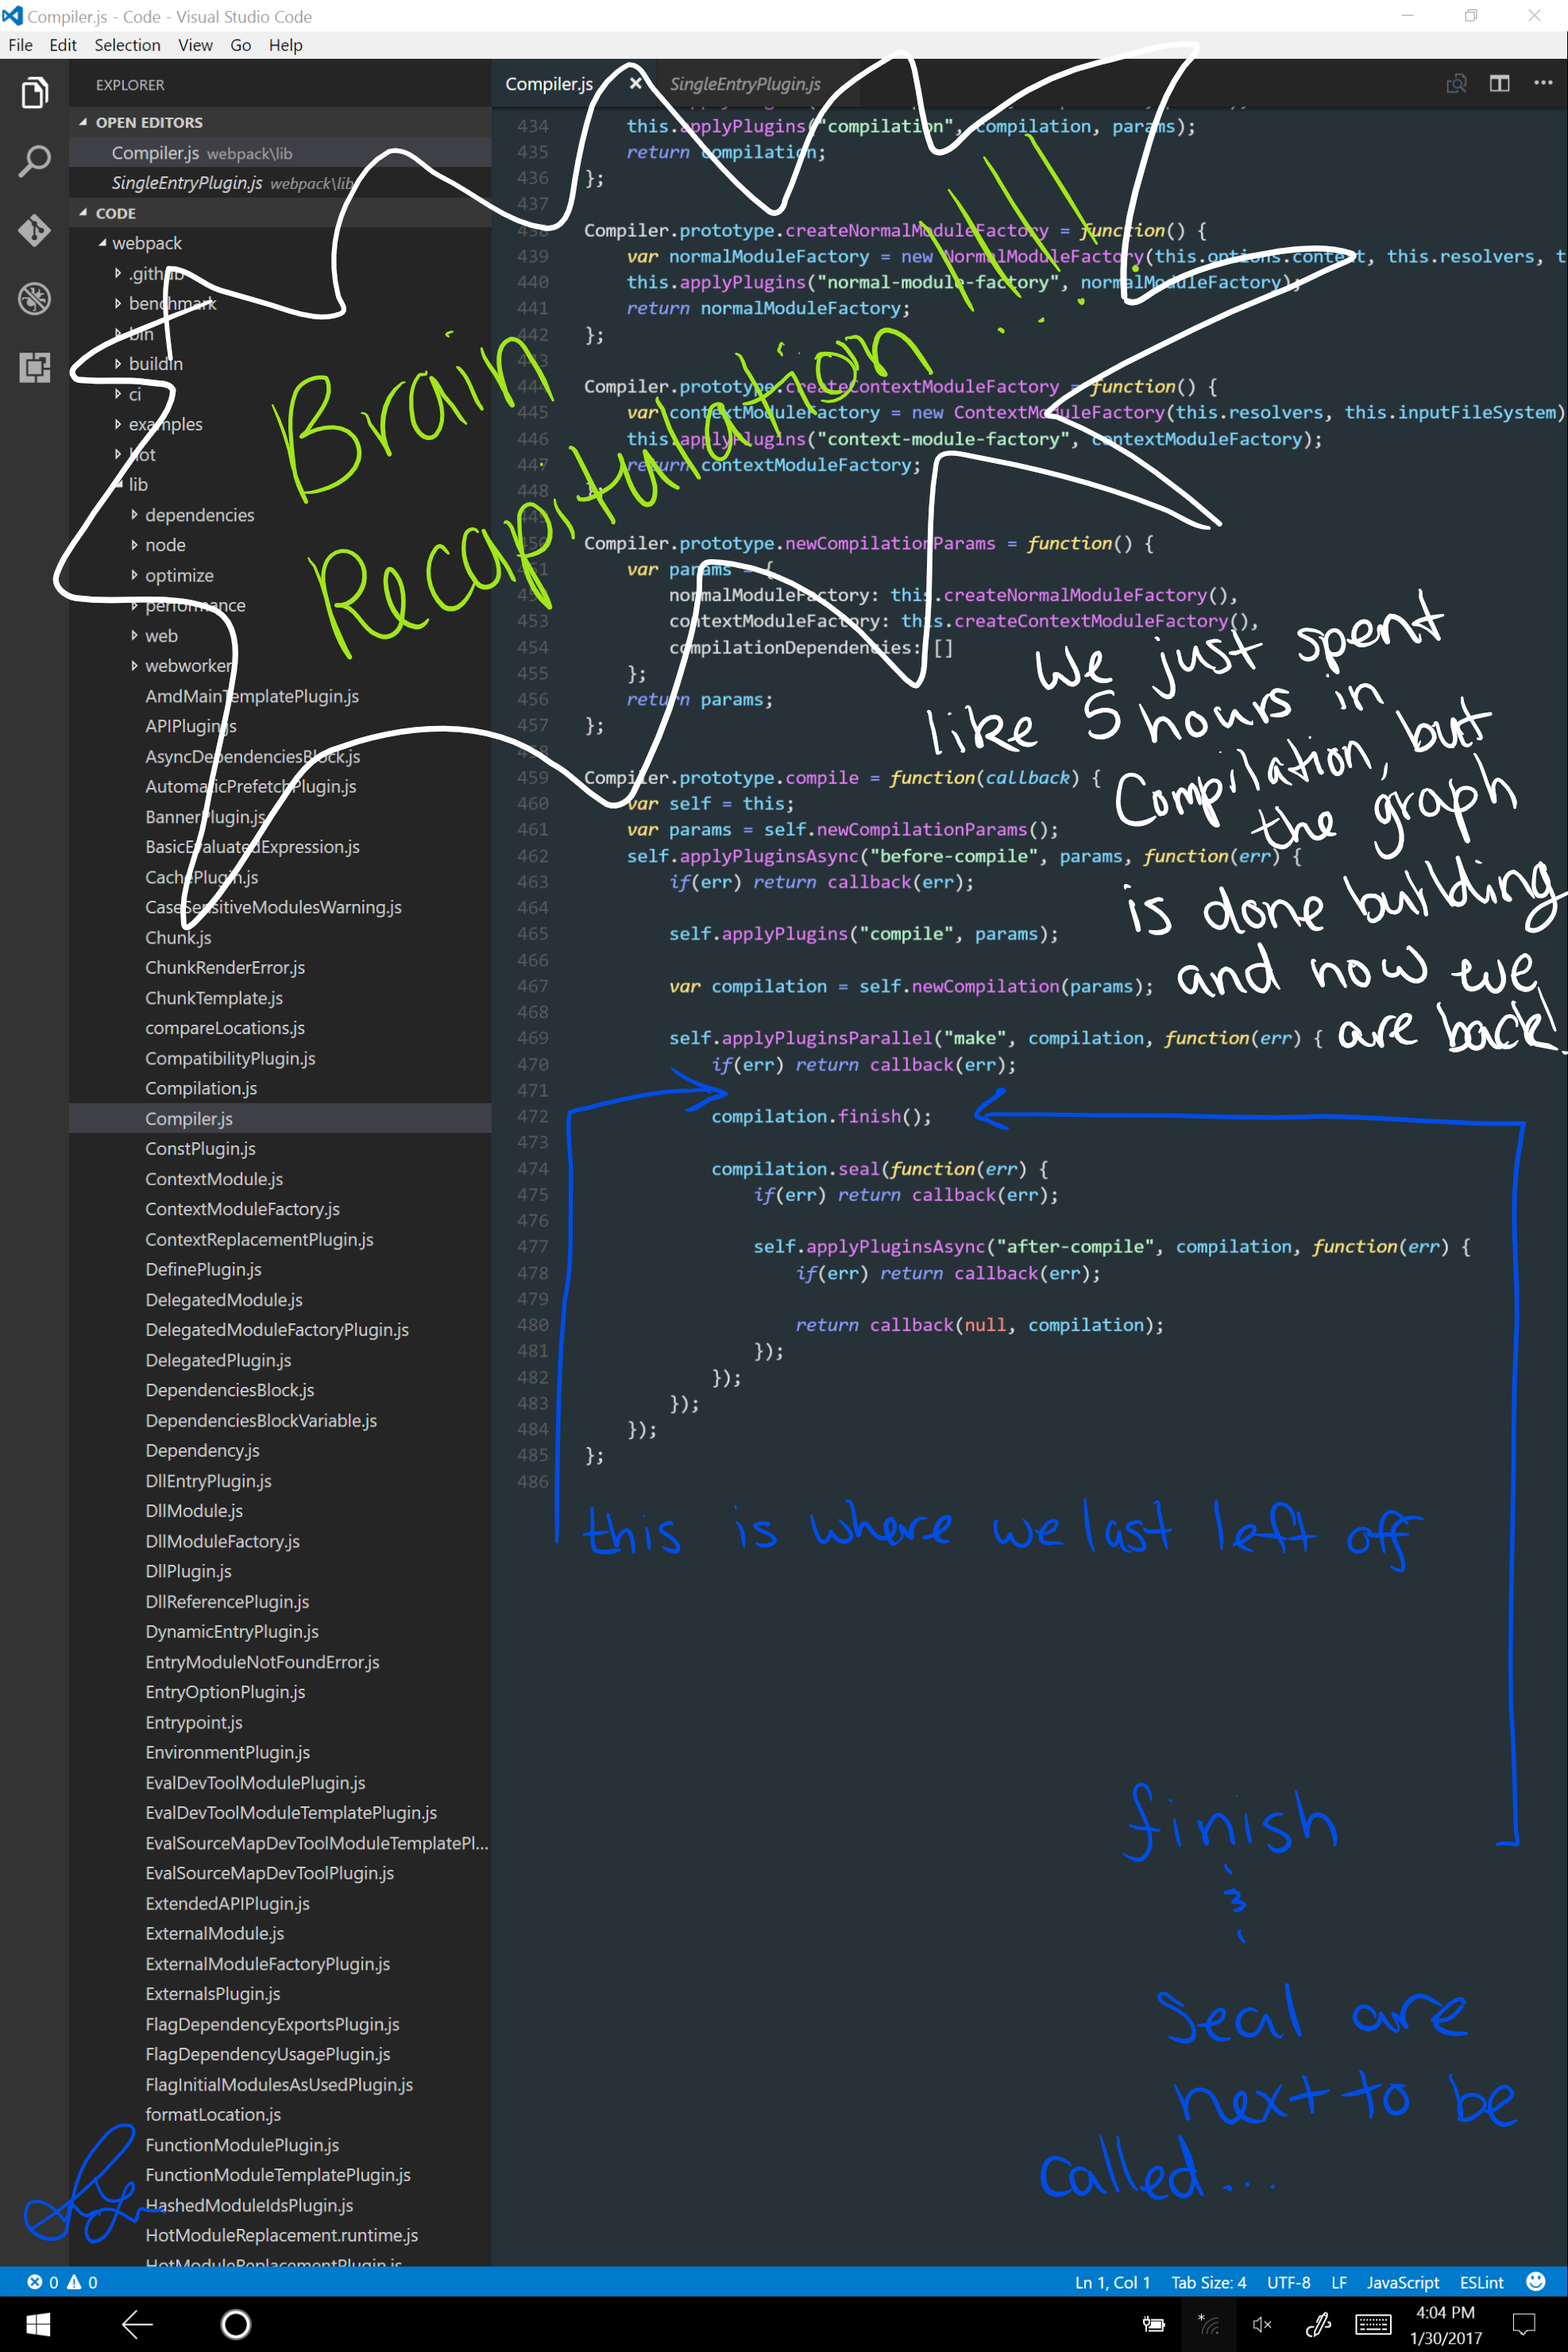 Compiler.js - Code - Visual Studio Code
File Edit Selection View Go Help
EXPLORER
OPEN EDITORS
Compiler.js webpack\lib
SingleEntryPlugin.js webpack\lib
CODE
webpack
.github
benchmark
bin
buildin
ci
examples
hot
lib
dependencies
node
optimize
performance
web
webworker
AmdMainTemplatePlugin.js
APIPlugin.js
AsyncDependenciesBlock.js
AutomaticPrefetchPlugin.js
BannerPlugin.js
BasicEvaluatedExpression.js
CachePlugin.js
CaseSensitiveModulesWarning.js
Chunk.js
ChunkRenderError.js
ChunkTemplate.js
compareLocations.js
CompatibilityPlugin.js
Compilation.js
Compiler.js
ConstPlugin.js
ContextModule.js
ContextModuleFactory.js
ContextReplacementPlugin.js
DefinePlugin.js
DelegatedModule.js
DelegatedModuleFactoryPlugin.js
DelegatedPlugin.js
DependenciesBlock.js
DependenciesBlockVariable.js
Dependency.js
DllEntryPlugin.js
DllModule.js
DllModuleFactory.js
DllPlugin.js
DllReferencePlugin.js
DynamicEntryPlugin.js
EntryModuleNotFoundError.js
EntryOptionPlugin.js
Entrypoint.js
EnvironmentPlugin.js
EvalDevToolModulePlugin.js
EvalDevToolModuleTemplatePlugin.js
EvalSourceMapDevToolModuleTemplatePl...
EvalSourceMapDevToolPlugin.js
ExtendedAPIPlugin.js
ExternalModule.js
ExternalModuleFactoryPlugin.js
ExternalsPlugin.js
FlagDependencyExportsPlugin.js
FlagDependencyUsagePlugin.js
FlagInitialModulesAsUsedPlugin.js
formatLocation.js
FunctionModulePlugin.js
FunctionModuleTemplatePlugin.js
HashedModuleIdsPlugin.js
HotModuleReplacement.runtime.js
HotModuleReplacementPlugin.js
Compiler.js SingleEntryPlugin.js
434 this.applyPlugins("compilation", compilation, params);
435 return compilation;
436 };
437
438 Compiler.prototype.createNormalModuleFactory = function() {
439 var normalModuleFactory = new NormalModuleFactory(this.options.context, this.resolvers, t
440 this.applyPlugins("normal-module-factory", normalModuleFactory);
441 return normalModuleFactory;
442 };
443
444 Compiler.prototype.createContextModuleFactory = function() {
445 var contextModuleFactory = new ContextModuleFactory(this.resolvers, this.inputFileSystem)
446 this.applyPlugins("context-module-factory", contextModuleFactory);
447 return contextModuleFactory;
448 };
449
450 Compiler.prototype.newCompilationParams = function() {
451 var params = {
452 normalModuleFactory: this.createNormalModuleFactory(),
453 contextModuleFactory: this.createContextModuleFactory(),
454 compilationDependencies: []
455 };
456 return params;
457 };
458
459 Compiler.prototype.compile = function(callback) {
460 var self = this;
461 var params = self.newCompilationParams();
462 self.applyPluginsAsync("before-compile", params, function(err) {
463 if(err) return callback(err);
464
465 self.applyPlugins("compile", params);
466
467 var compilation = self.newCompilation(params);
468
469 self.applyPluginsParallel("make", compilation, function(err) {
470 if(err) return callback(err);
471
472 compilation.finish();
473
474 compilation.seal(function(err) {
475 if(err) return callback(err);
476
477 self.applyPluginsAsync("after-compile", compilation, function(err) {
478 if(err) return callback(err);
479
480 return callback(null, compilation);
481 });
482 });
483 });
484 });
485 };
486
Brain
Recapitulation !!!!
We just spent
like 5 hours in
Compilation, but
the graph
is done building
and now we
are back!
this is where we last left off
finish
&
Seal are
next to be
called...
0 0 Ln 1, Col 1 Tab Size: 4 UTF-8 LF JavaScript ESLint
4:04 PM
1/30/2017